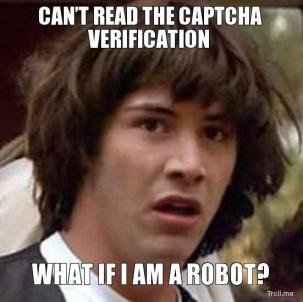 CAN'T READ THE CAPTCHA
VERIFICATION
WHAT IF I AM A ROBOT?
Troll.me